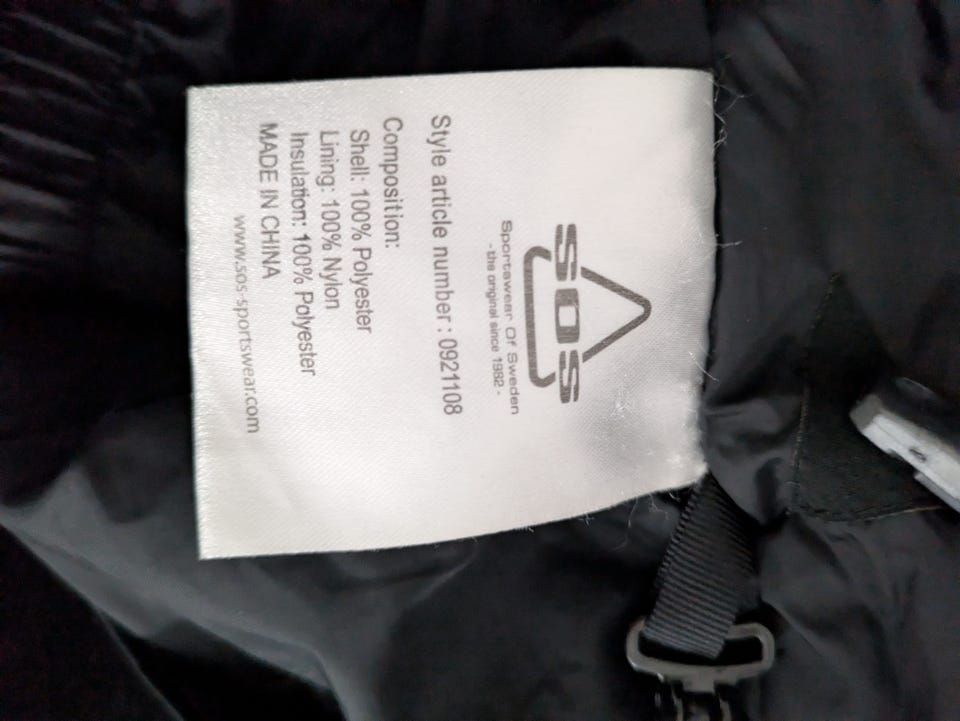 SOS
Sportswear Of Sweden
- the original since 1982 -
Style article number : 0921108
Composition:
Shell: 100% Polyester
Lining: 100% Nylon
Insulation: 100% Polyester
MADE IN CHINA
www.sos-sportswear.com